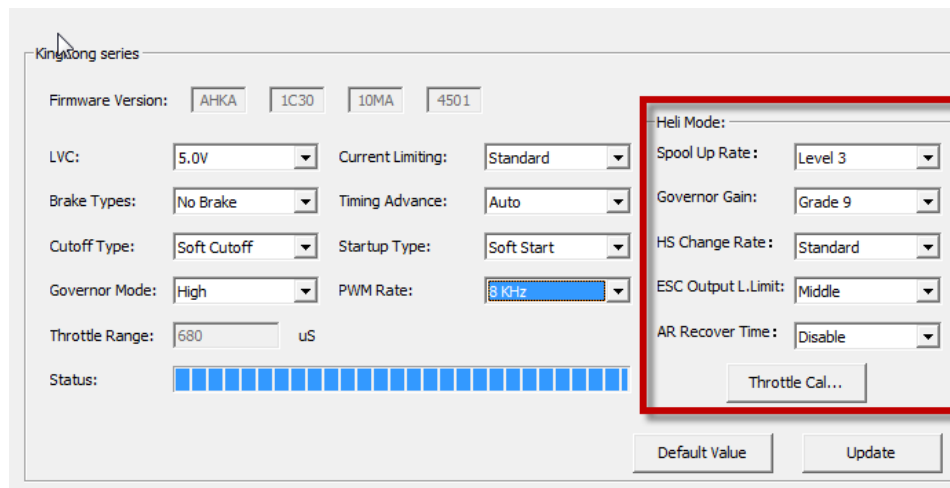 KingKong series
Firmware Version: AHKA 1C30 10MA 4501
LVC: 5.0V Current Limiting: Standard
Brake Types: No Brake Timing Advance: Auto
Cutoff Type: Soft Cutoff Startup Type: Soft Start
Governor Mode: High PWM Rate: 8 KHz
Throttle Range: 680 uS
Status:
Heli Mode:
Spool Up Rate: Level 3
Governor Gain: Grade 9
HS Change Rate: Standard
ESC Output L.Limit: Middle
AR Recover Time: Disable
Throttle Cal...
Default Value Update